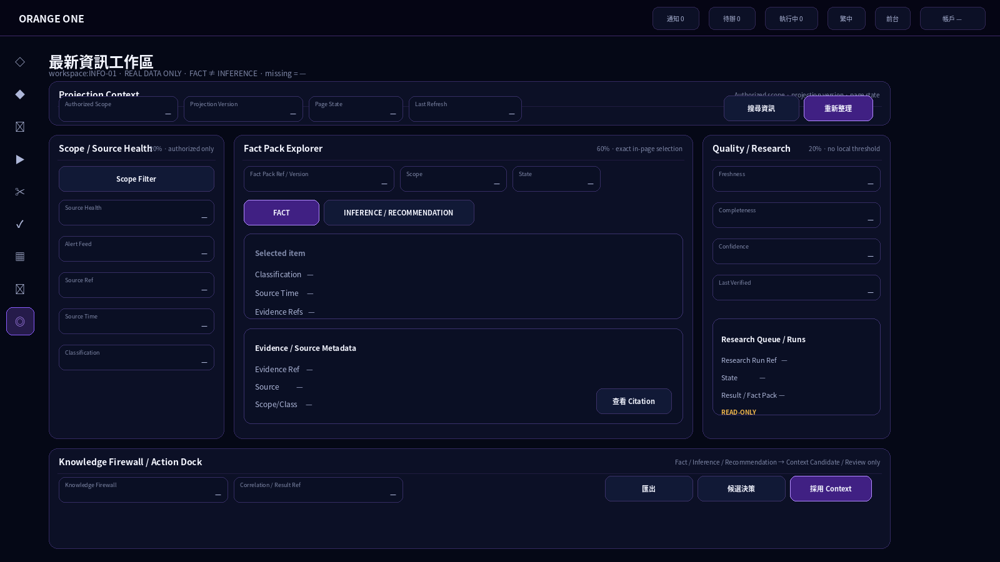 ORANGE ONE
通知 0
待辦 0
執行中 0
繁中
前台
帳戶 —
最新資訊工作區
workspace:INFO-01 · REAL DATA ONLY · FACT ≠ INFERENCE · missing = —
Projection Context
Authorized scope · projection version · page state
Authorized Scope
—
Projection Version
—
Page State
—
Last Refresh
—
搜尋資訊
重新整理
Scope / Source Health
20% · authorized only
Scope Filter
Source Health
—
Alert Feed
—
Source Ref
—
Source Time
—
Classification
—
Fact Pack Explorer
60% · exact in-page selection
Fact Pack Ref / Version
—
Scope
—
State
—
FACT
INFERENCE / RECOMMENDATION
Selected item
Classification —
Source Time —
Evidence Refs —
Evidence / Source Metadata
Evidence Ref —
Source —
Scope/Class —
查看 Citation
Quality / Research
20% · no local threshold
Freshness
—
Completeness
—
Confidence
—
Last Verified
—
Research Queue / Runs
Research Run Ref —
State —
Result / Fact Pack —
READ-ONLY
Knowledge Firewall / Action Dock
Fact / Inference / Recommendation → Context Candidate / Review only
Knowledge Firewall
—
Correlation / Result Ref
—
匯出
候選決策
採用 Context